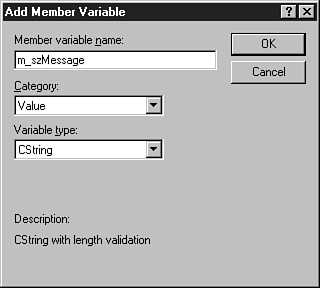 Add Member Variable
Member variable name:
OK
m_szMessage
Cancel
Category:
Value
Variable type:
CString
Description:
CString with length validation